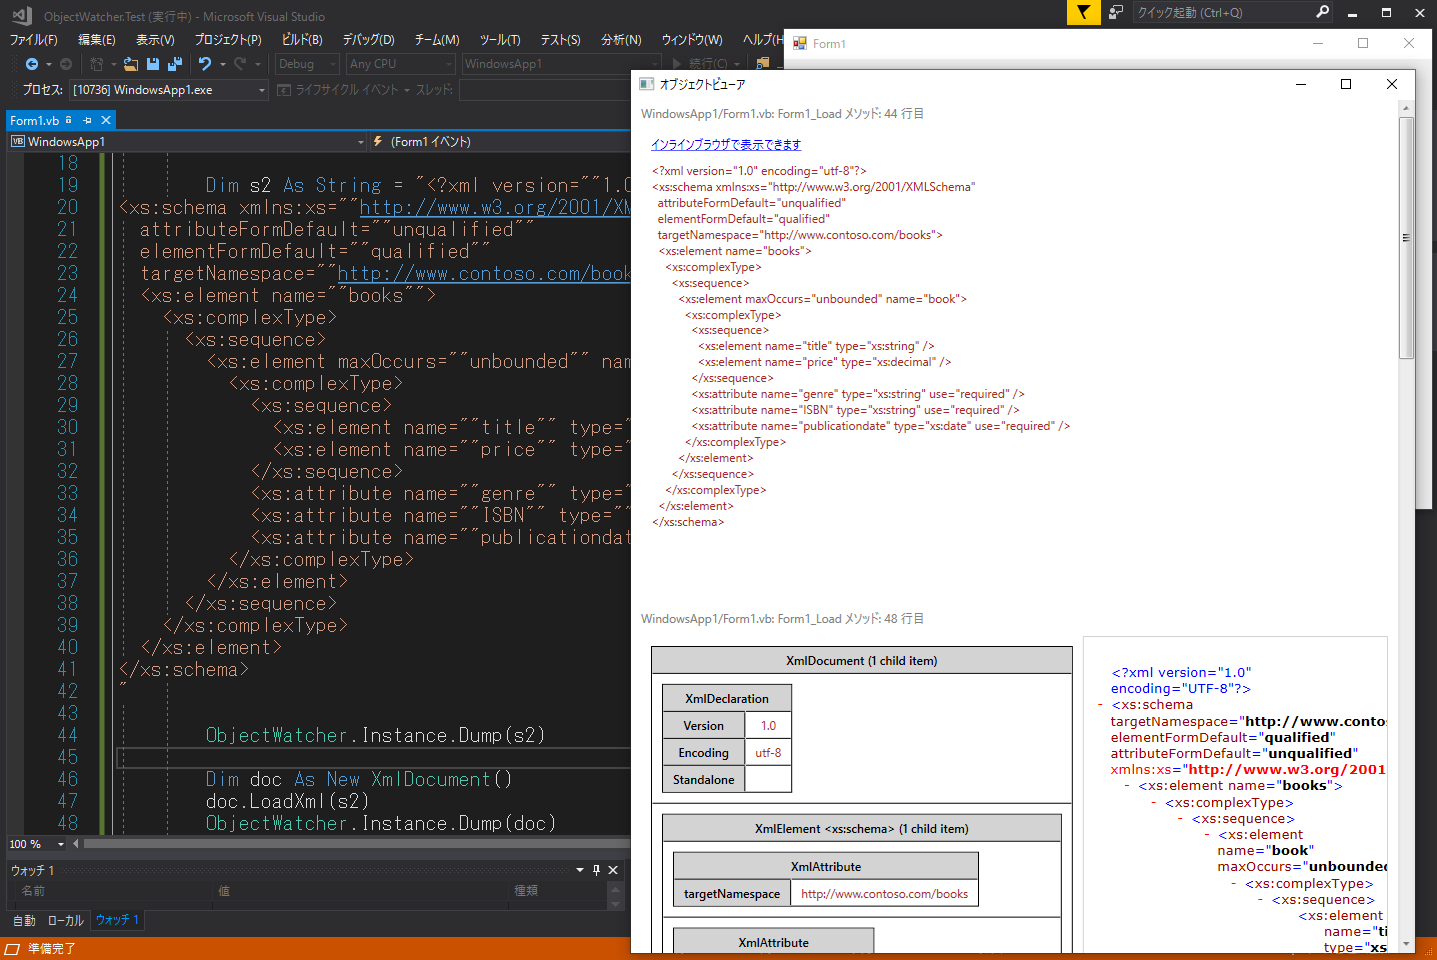 ObjectWatcher.Test (実行中) - Microsoft Visual Studio
クイック起動 (Ctrl+Q)
ファイル(F) 編集(E) 表示(V) プロジェクト(P) ビルド(B) デバッグ(D) チーム(M) ツール(T) テスト(S) 分析(N) ウィンドウ(W) ヘルプ(H
Debug Any CPU WindowsApp1 続行(C)
プロセス: [10736] WindowsApp1.exe ライフサイクル イベント スレッド:
Form1.vb
WindowsApp1 (Form1 イベント)
18
19 Dim s2 As String = "<?xml version=""1.0
20 <xs:schema xmlns:xs=""http://www.w3.org/2001/XM
21 attributeFormDefault=""unqualified""
22 elementFormDefault=""qualified""
23 targetNamespace=""http://www.contoso.com/book
24 <xs:element name=""books"">
25 <xs:complexType>
26 <xs:sequence>
27 <xs:element maxOccurs=""unbounded"" nam
28 <xs:complexType>
29 <xs:sequence>
30 <xs:element name=""title"" type="
31 <xs:element name=""price"" type="
32 </xs:sequence>
33 <xs:attribute name=""genre"" type="
34 <xs:attribute name=""ISBN"" type=""
35 <xs:attribute name=""publicationdat
36 </xs:complexType>
37 </xs:element>
38 </xs:sequence>
39 </xs:complexType>
40 </xs:element>
41 </xs:schema>
42 "
43
44 ObjectWatcher.Instance.Dump(s2)
45
46 Dim doc As New XmlDocument()
47 doc.LoadXml(s2)
48 ObjectWatcher.Instance.Dump(doc)
100 %
ウォッチ 1
名前 値 種類
自動 ローカル ウォッチ 1
準備完了
Form1
オブジェクトビューア
WindowsApp1/Form1.vb: Form1_Load メソッド: 44 行目
インラインブラウザで表示できます
<?xml version="1.0" encoding="utf-8"?>
<xs:schema xmlns:xs="http://www.w3.org/2001/XMLSchema"
attributeFormDefault="unqualified"
elementFormDefault="qualified"
targetNamespace="http://www.contoso.com/books">
<xs:element name="books">
<xs:complexType>
<xs:sequence>
<xs:element maxOccurs="unbounded" name="book">
<xs:complexType>
<xs:sequence>
<xs:element name="title" type="xs:string" />
<xs:element name="price" type="xs:decimal" />
</xs:sequence>
<xs:attribute name="genre" type="xs:string" use="required" />
<xs:attribute name="ISBN" type="xs:string" use="required" />
<xs:attribute name="publicationdate" type="xs:date" use="required" />
</xs:complexType>
</xs:element>
</xs:sequence>
</xs:complexType>
</xs:element>
</xs:schema>
WindowsApp1/Form1.vb: Form1_Load メソッド: 48 行目
XmlDocument (1 child item)
XmlDeclaration
Version 1.0
Encoding utf-8
Standalone
XmlElement <xs:schema> (1 child item)
XmlAttribute
targetNamespace http://www.contoso.com/books
XmlAttribute
<?xml version="1.0"
encoding="UTF-8"?>
- <xs:schema
targetNamespace="http://www.contos
elementFormDefault="qualified"
attributeFormDefault="unqualified"
xmlns:xs="http://www.w3.org/2001
- <xs:element name="books">
- <xs:complexType>
- <xs:sequence>
- <xs:element
name="book"
maxOccurs="unbounded
- <xs:complexType>
- <xs:sequence>
<xs:element
name="ti
type="xs